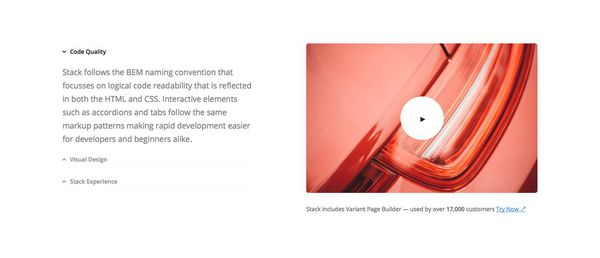 Code Quality
Stack follows the BEM naming convention that
focusses on logical code readability that is reflected
in both the HTML and CSS. Interactive elements
such as accordions and tabs follow the same
markup patterns making rapid development easier
for developers and beginners alike.
Visual Design
Stack Experience
Stack includes Variant Page Builder — used by over 17,000 customers Try Now ↗